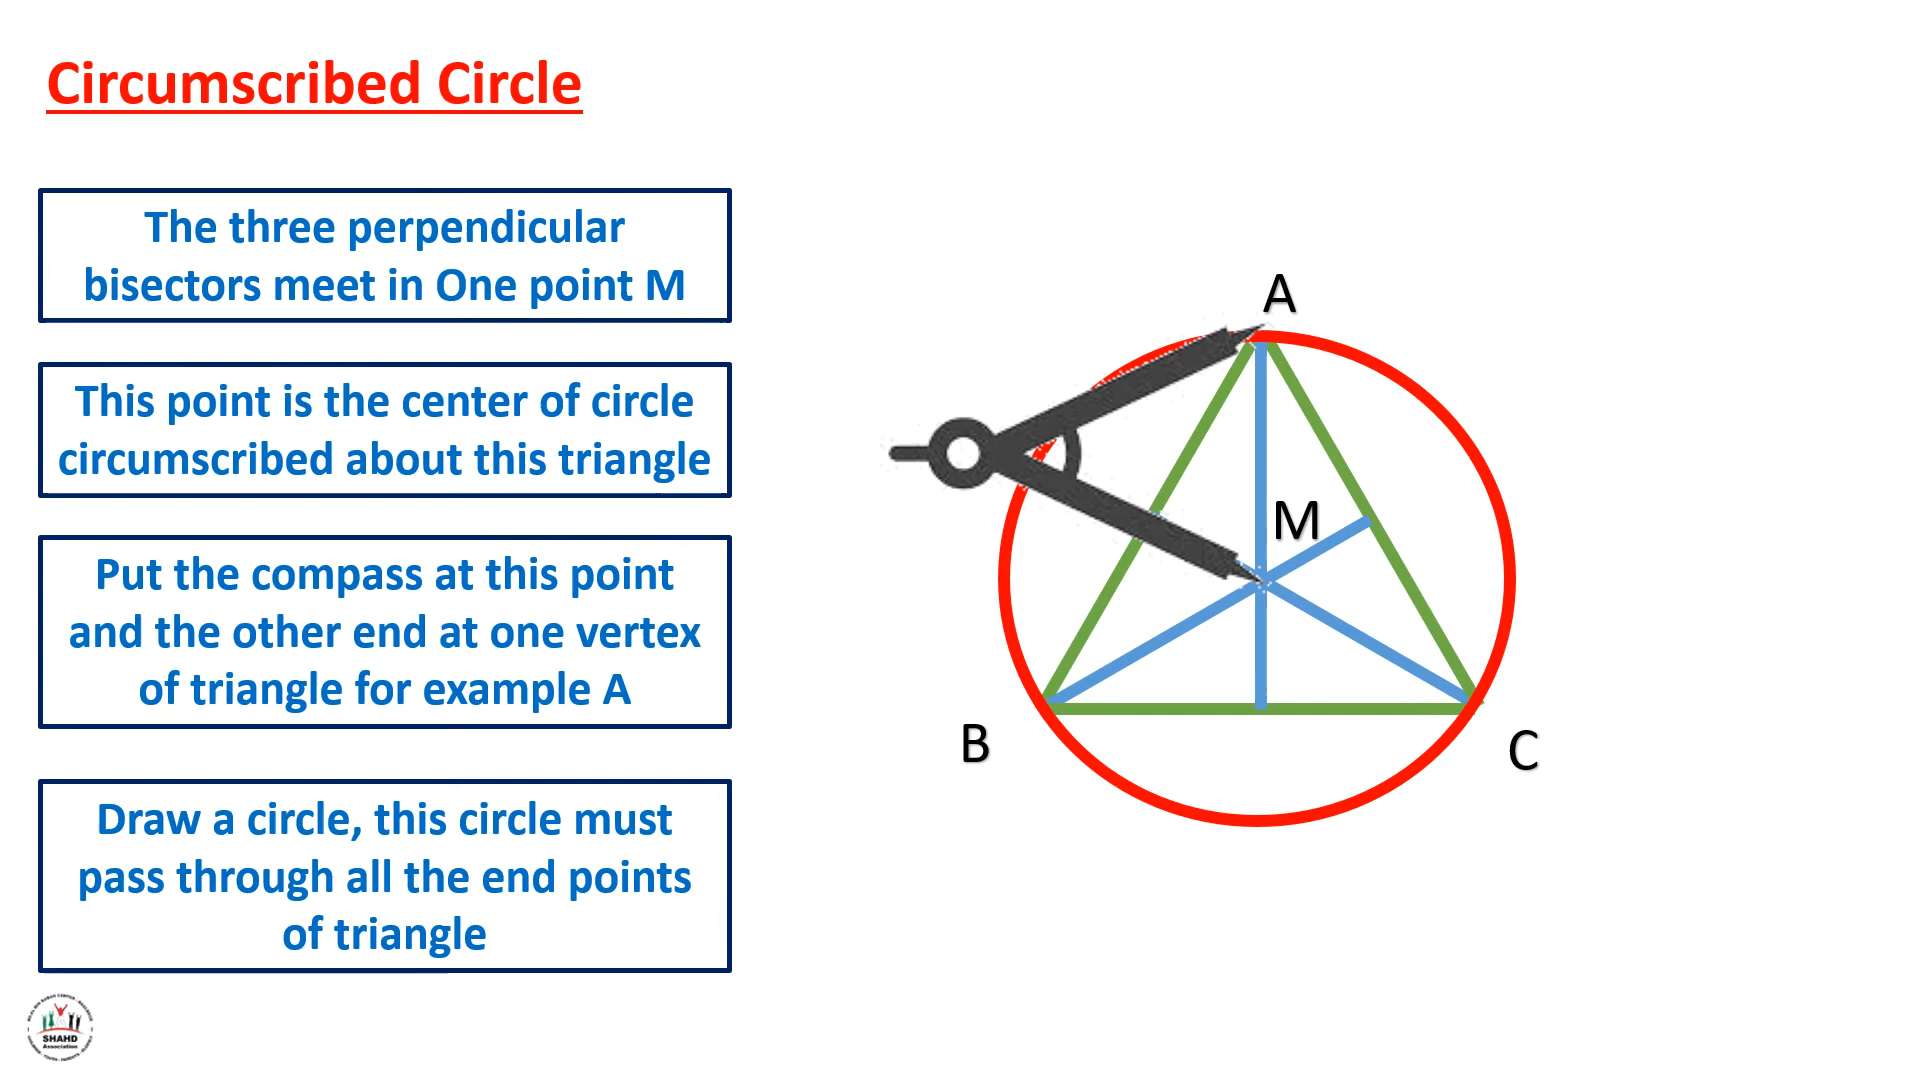 Circumscribed Circle
The three perpendicular
bisectors meet in One point M
This point is the center of circle
circumscribed about this triangle
Put the compass at this point
and the other end at one vertex
of triangle for example A
Draw a circle, this circle must
pass through all the end points
of triangle
A
M
B
C
SHAHD
Association